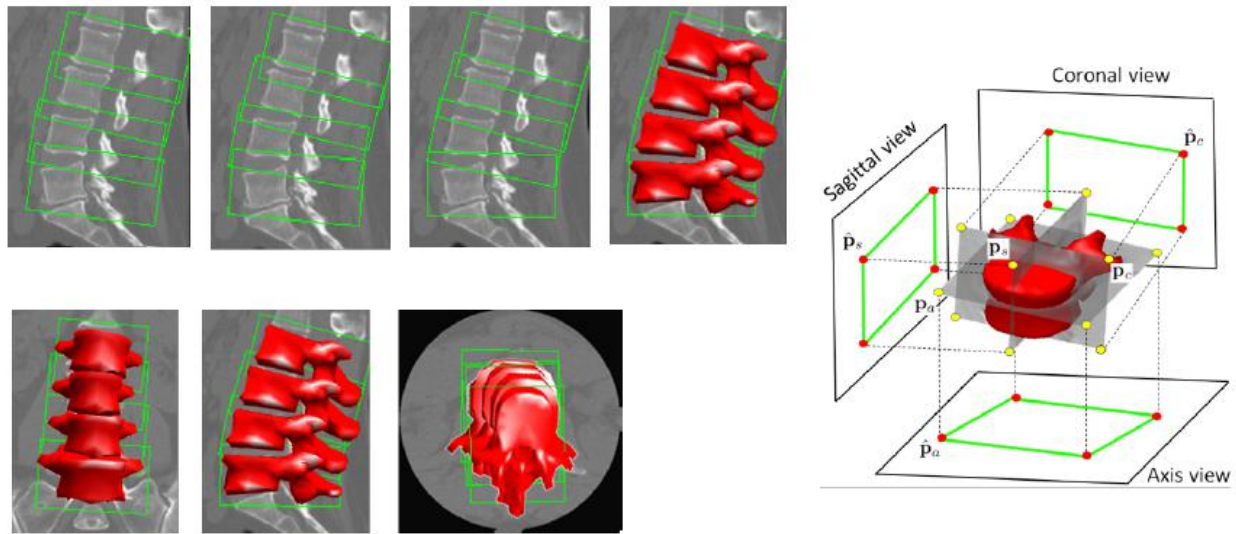 Coronal view
Sagittal view
p̂c
p̂s
ps
pc
pa
p̂a
Axis view